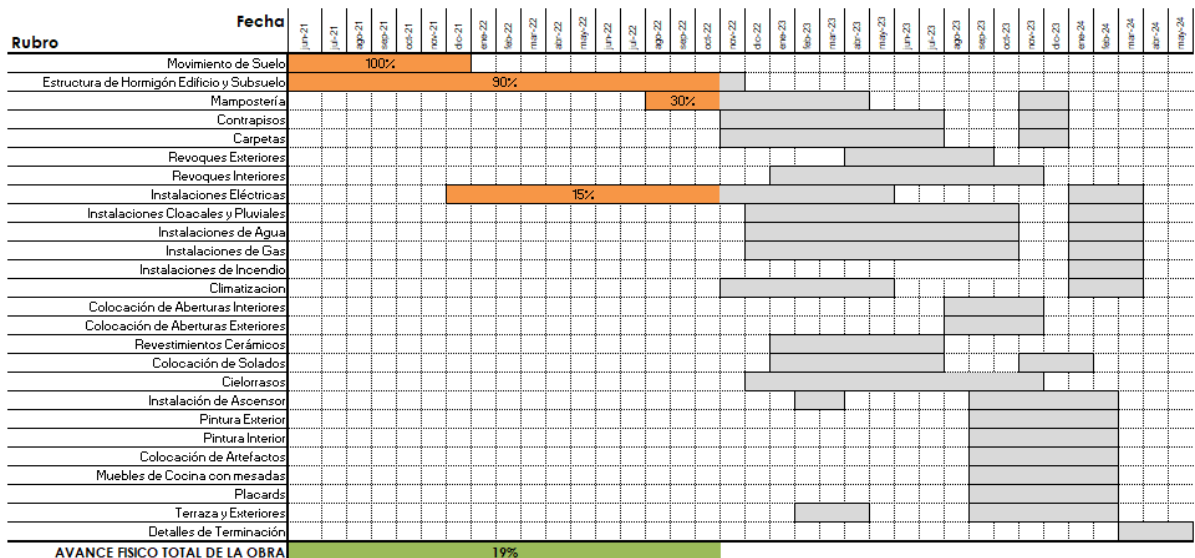 Fecha
Rubro
jun-21 jul-21 ago-21 sep-21 oct-21 nov-21 dic-21 ene-22 feb-22 mar-22 abr-22 may-22 jun-22 jul-22 ago-22 sep-22 oct-22 nov-22 dic-22 ene-23 feb-23 mar-23 abr-23 may-23 jun-23 jul-23 ago-23 sep-23 oct-23 nov-23 dic-23 ene-24 feb-24 mar-24 abr-24 may-24
Movimiento de Suelo 100%
Estructura de Hormigón Edificio y Subsuelo 90%
Mampostería 30%
Contrapisos
Carpetas
Revoques Exteriores
Revoques Interiores
Instalaciones Eléctricas 15%
Instalaciones Cloacales y Pluviales
Instalaciones de Agua
Instalaciones de Gas
Instalaciones de Incendio
Climatizacion
Colocación de Aberturas Interiores
Colocación de Aberturas Exteriores
Revestimientos Cerámicos
Colocación de Solados
Cielorrasos
Instalación de Ascensor
Pintura Exterior
Pintura Interior
Colocación de Artefactos
Muebles de Cocina con mesadas
Placards
Terraza y Exteriores
Detalles de Terminación
AVANCE FISICO TOTAL DE LA OBRA 19%